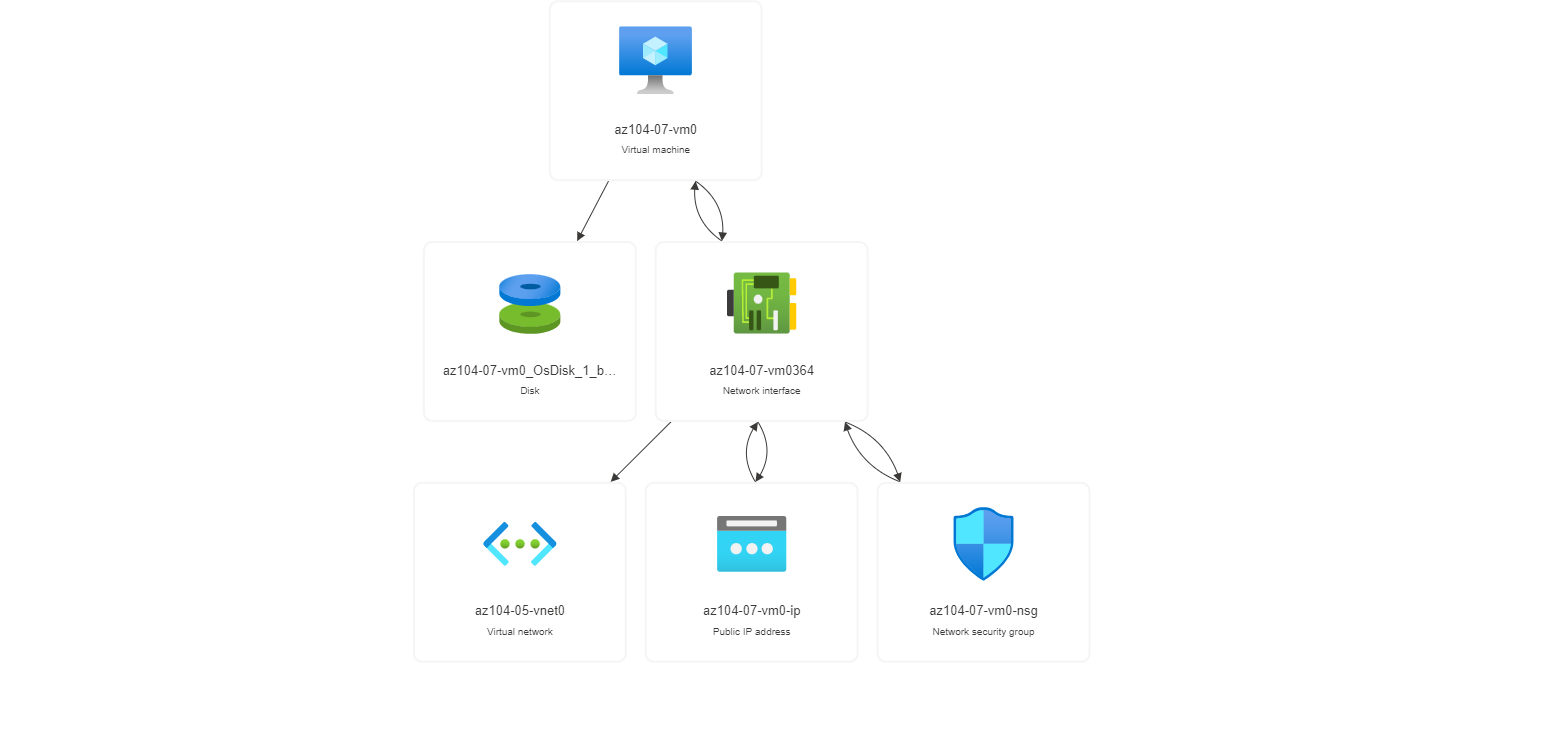 az104-07-vm0
Virtual machine
az104-07-vm0_OsDisk_1_b...
Disk
az104-07-vm0364
Network interface
az104-05-vnet0
Virtual network
az104-07-vm0-ip
Public IP address
az104-07-vm0-nsg
Network security group